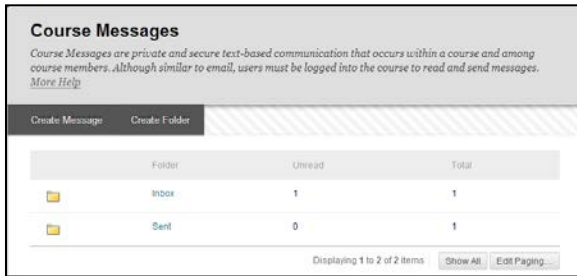 Course Messages
Course Messages are private and secure text-based communication that occurs within a course and among
course members. Although similar to email, users must be logged into the course to read and send messages.
More Help
Create Message Create Folder
Folder Unread Total
Inbox 1 1
Sent 0 1
Displaying 1 to 2 of 2 items Show All Edit Paging...